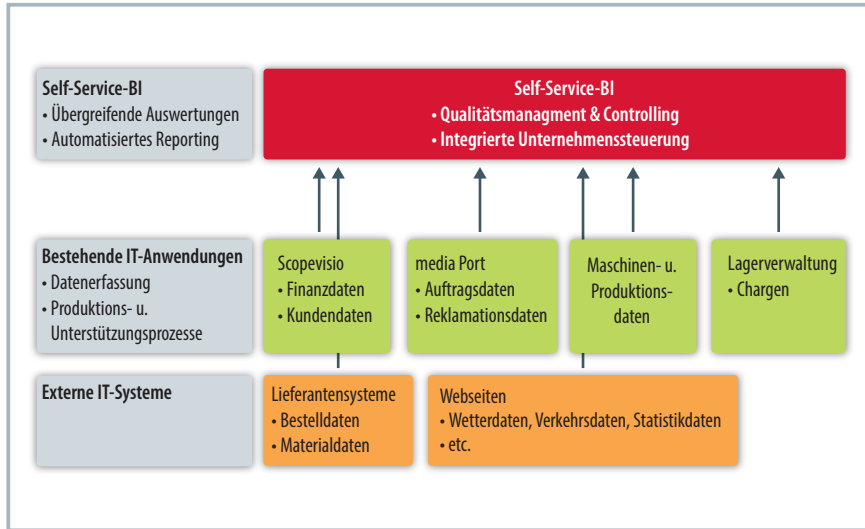 Self-Service-BI
• Übergreifende Auswertungen
• Automatisiertes Reporting
Self-Service-BI
• Qualitätsmanagment & Controlling
• Integrierte Unternehmenssteuerung
Bestehende IT-Anwendungen
• Datenerfassung
• Produktions- u.
Unterstützungsprozesse
Scopevisio
• Finanzdaten
• Kundendaten
media Port
• Auftragsdaten
• Reklamationsdaten
Maschinen- u.
Produktions-
daten
Lagerverwaltung
• Chargen
Externe IT-Systeme
Lieferantensysteme
• Bestelldaten
• Materialdaten
Webseiten
• Wetterdaten, Verkehrsdaten, Statistikdaten
• etc.